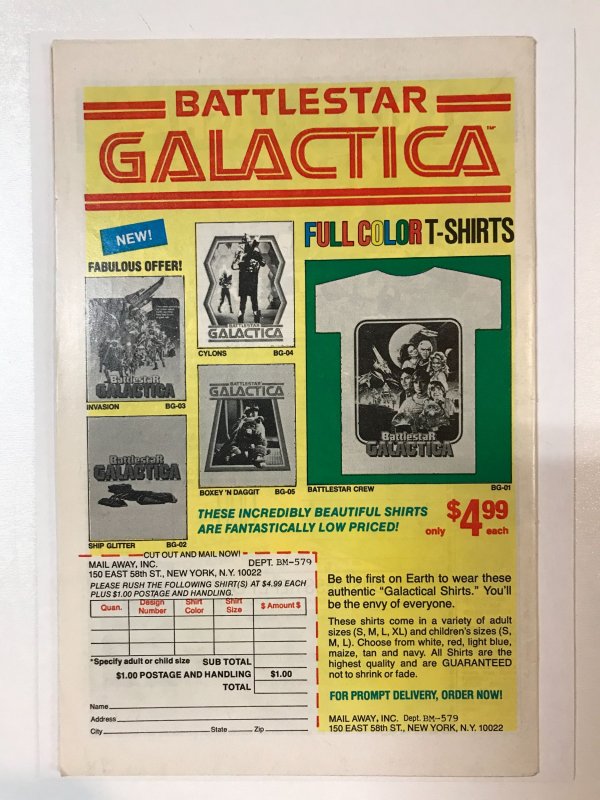 BATTLESTAR
GALACTICA™
NEW!
FABULOUS OFFER!
FULL COLOR T-SHIRTS
BattlestaR
GALACTICA
INVASION BG-03
BATTLESTAR
GALACTICA
CYLONS BG-04
BattlestaR
GALACTICA
SHIP GLITTER BG-02
BATTLESTAR
GALACTICA
BOXEY 'N DAGGIT BG-05
BattlestaR
GALACTICA
BATTLESTAR CREW BG-01
THESE INCREDIBLY BEAUTIFUL SHIRTS
ARE FANTASTICALLY LOW PRICED!
only $4.99 each
CUT OUT AND MAIL NOW!
MAIL AWAY, INC. DEPT. BM-579
150 EAST 58th ST., NEW YORK, N.Y. 10022
PLEASE RUSH THE FOLLOWING SHIRT(S) AT $4.99 EACH
PLUS $1.00 POSTAGE AND HANDLING.
Quan. Design Number Shirt Color Shirt Size $ Amount $
*Specify adult or child size SUB TOTAL
$1.00 POSTAGE AND HANDLING $1.00
TOTAL
Name
Address
City State Zip
Be the first on Earth to wear these
authentic "Galactical Shirts." You'll
be the envy of everyone.
These shirts come in a variety of adult
sizes (S, M, L, XL) and children's sizes (S,
M, L). Choose from white, red, light blue,
maize, tan and navy. All Shirts are the
highest quality and are GUARANTEED
not to shrink or fade.
FOR PROMPT DELIVERY, ORDER NOW!
MAIL AWAY, INC. Dept. BM-579
150 EAST 58th ST., NEW YORK, N.Y. 10022